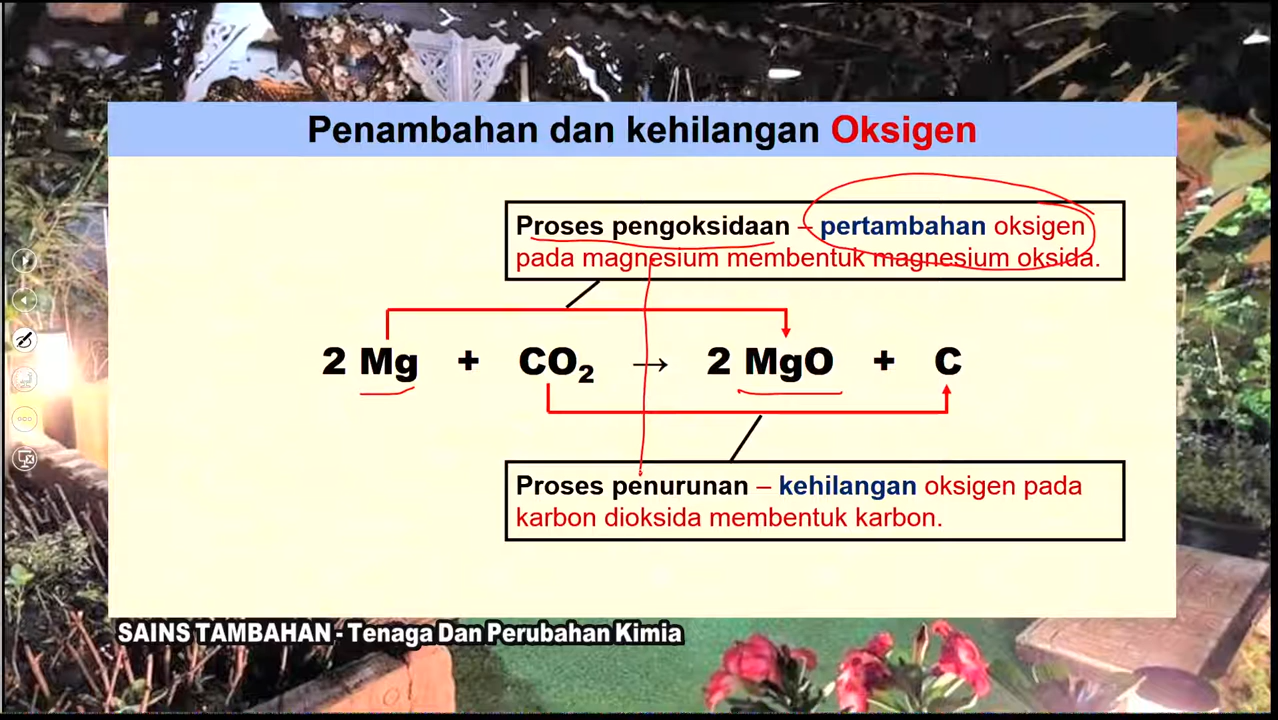 Penambahan dan kehilangan Oksigen
Proses pengoksidaan – pertambahan oksigen
pada magnesium membentuk magnesium oksida.
2 Mg + CO₂ → 2 MgO + C
Proses penurunan – kehilangan oksigen pada
karbon dioksida membentuk karbon.
SAINS TAMBAHAN - Tenaga Dan Perubahan Kimia